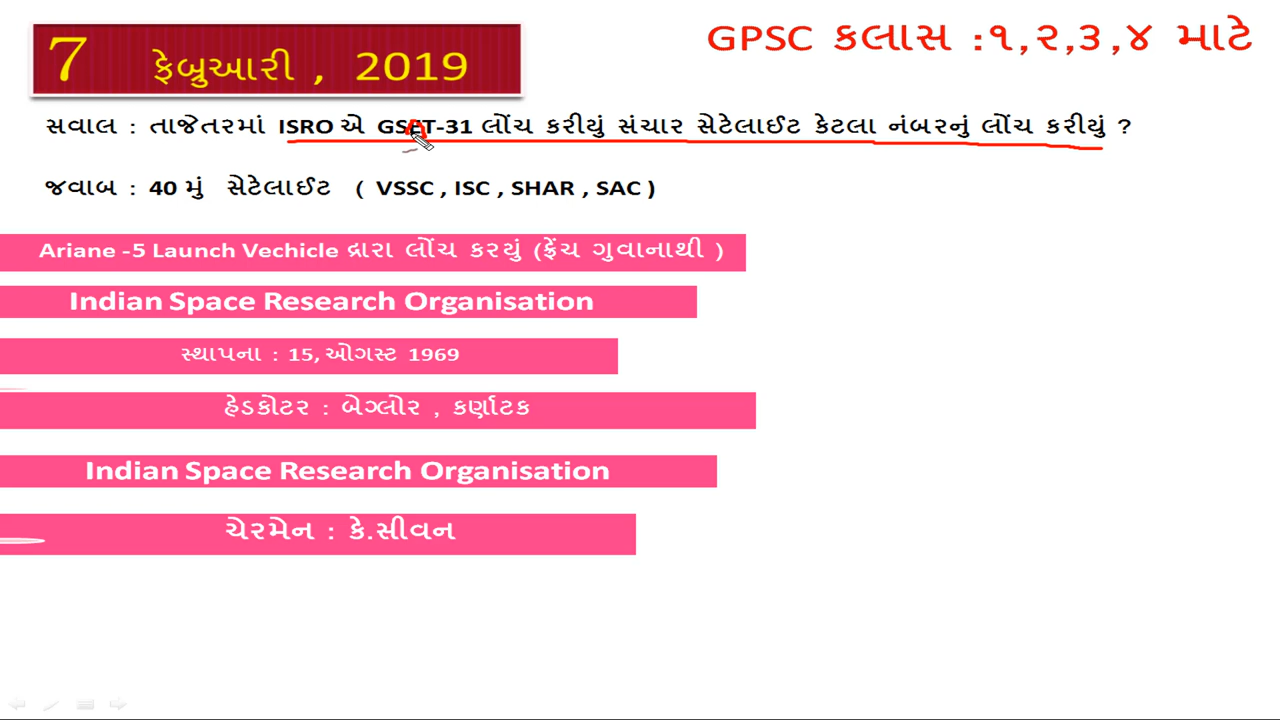 7 ફેબ્રુઆરી , 2019
GPSC કલાસ :૧,૨,૩,૪ માટે
સવાલ : તાજેતરમાં ISRO એ GSAT-31 લોંચ કરીયું સંચાર સેટેલાઈટ કેટલા નંબરનું લોંચ કરીયું ?
જવાબ : 40 મું સેટેલાઈટ ( VSSC , ISC , SHAR , SAC )
Ariane -5 Launch Vechicle દ્રારા લોંચ કરયું (ફ્રેંચ ગુવાનાથી )
Indian Space Research Organisation
સ્થાપના : 15, ઓગસ્ટ 1969
હેડકોટર : બેંગ્લોર , કર્ણાટક
Indian Space Research Organisation
ચેરમેન : કે.સીવન